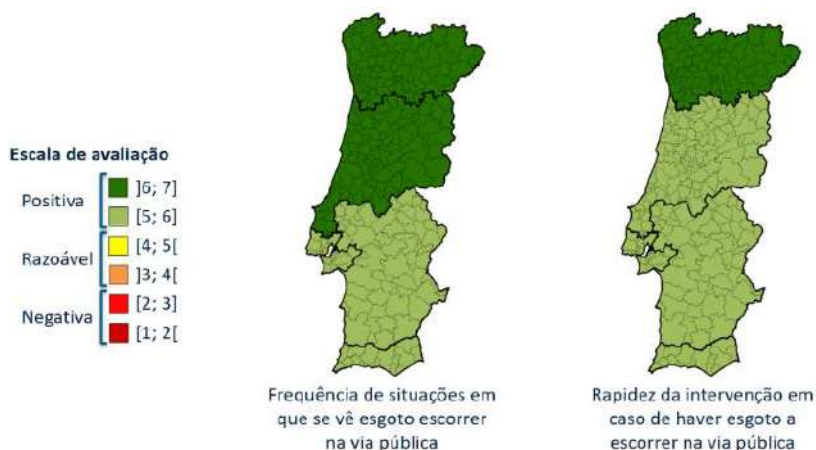 Escala de avaliação
Positiva
]6; 7]
[5; 6]
Razoável
[4; 5[
]3; 4[
Negativa
[2; 3]
[1; 2[
Frequência de situações em
que se vê esgoto escorrer
na via pública
Rapidez da intervenção em
caso de haver esgoto a
escorrer na via pública